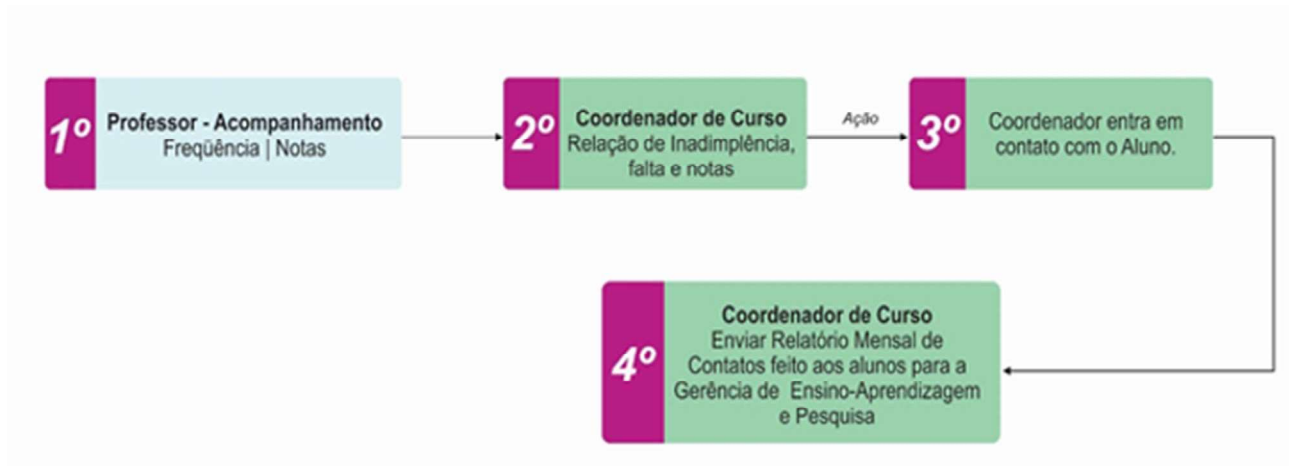 1º
Professor - Acompanhamento
Freqüência | Notas
2º
Coordenador de Curso
Relação de Inadimplência,
falta e notas
Ação
3º
Coordenador entra em
contato com o Aluno.
4º
Coordenador de Curso
Enviar Relatório Mensal de
Contatos feito aos alunos para a
Gerência de Ensino-Aprendizagem
e Pesquisa